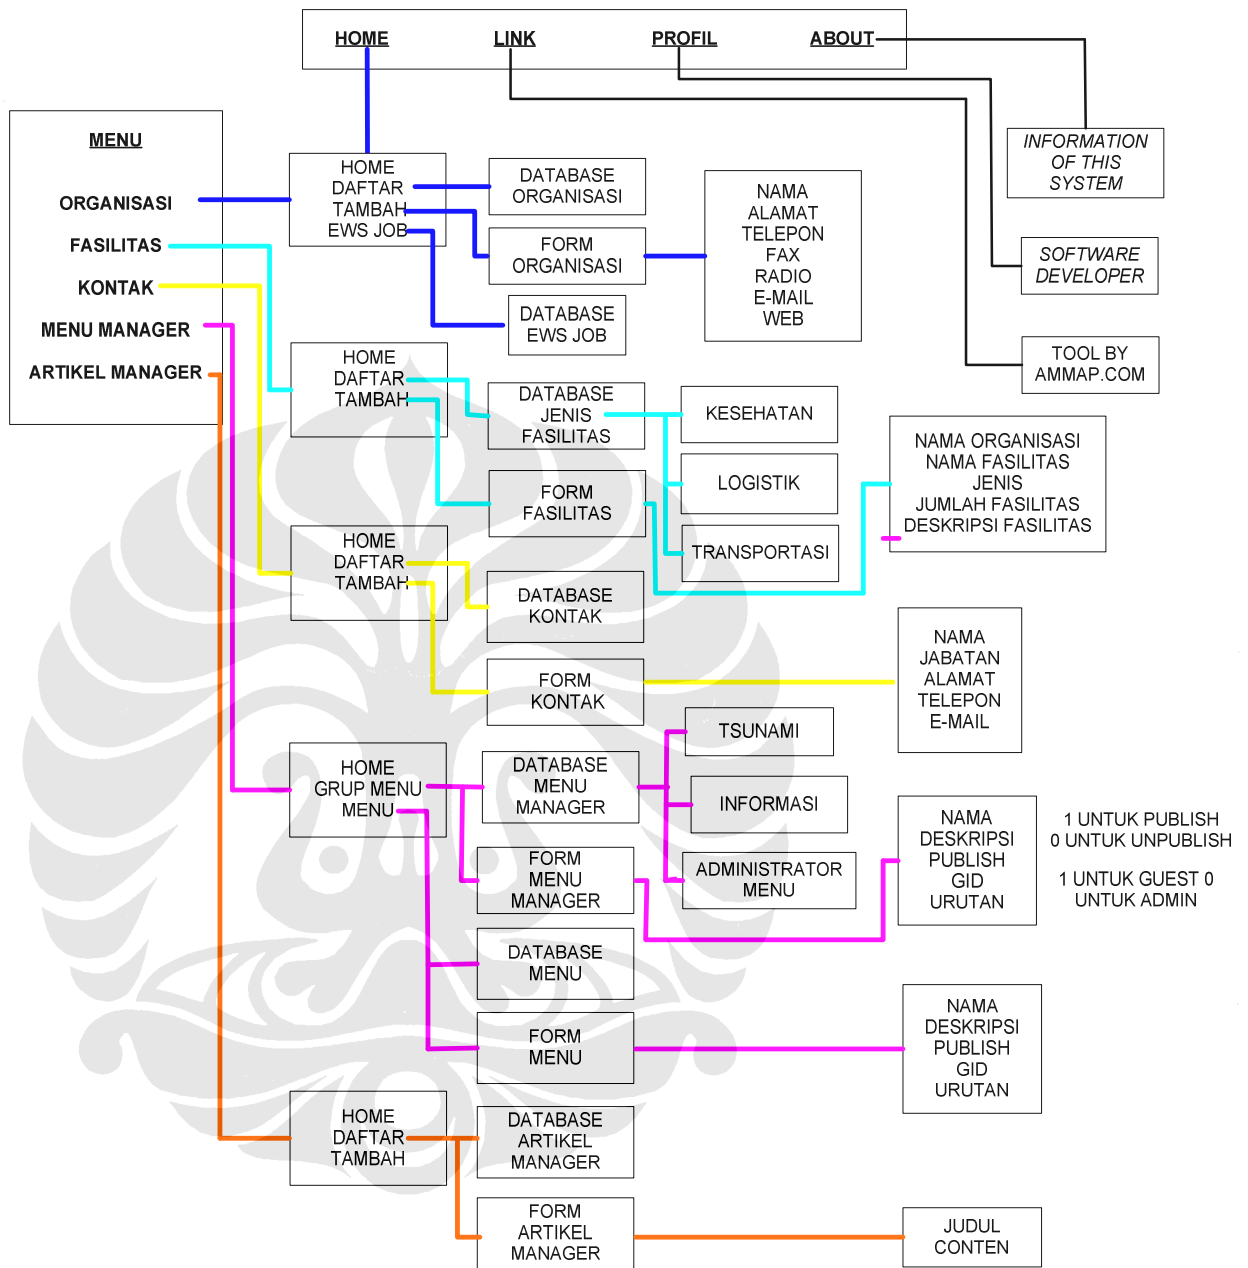 HOME LINK PROFIL ABOUT
MENU
ORGANISASI
FASILITAS
KONTAK
MENU MANAGER
ARTIKEL MANAGER
HOME
DAFTAR
TAMBAH
EWS JOB
DATABASE
ORGANISASI
FORM
ORGANISASI
DATABASE
EWS JOB
NAMA
ALAMAT
TELEPON
FAX
RADIO
E-MAIL
WEB
INFORMATION
OF THIS
SYSTEM
SOFTWARE
DEVELOPER
TOOL BY
AMMAP.COM
HOME
DAFTAR
TAMBAH
DATABASE
JENIS
FASILITAS
FORM
FASILITAS
KESEHATAN
LOGISTIK
TRANSPORTASI
NAMA ORGANISASI
NAMA FASILITAS
JENIS
JUMLAH FASILITAS
DESKRIPSI FASILITAS
HOME
DAFTAR
TAMBAH
DATABASE
KONTAK
FORM
KONTAK
NAMA
JABATAN
ALAMAT
TELEPON
E-MAIL
HOME
GRUP MENU
MENU
DATABASE
MENU
MANAGER
FORM
MENU
MANAGER
DATABASE
MENU
FORM
MENU
TSUNAMI
INFORMASI
ADMINISTRATOR
MENU
NAMA
DESKRIPSI
PUBLISH
GID
URUTAN
1 UNTUK PUBLISH
0 UNTUK UNPUBLISH
1 UNTUK GUEST 0
UNTUK ADMIN
NAMA
DESKRIPSI
PUBLISH
GID
URUTAN
HOME
DAFTAR
TAMBAH
DATABASE
ARTIKEL
MANAGER
FORM
ARTIKEL
MANAGER
JUDUL
CONTEN